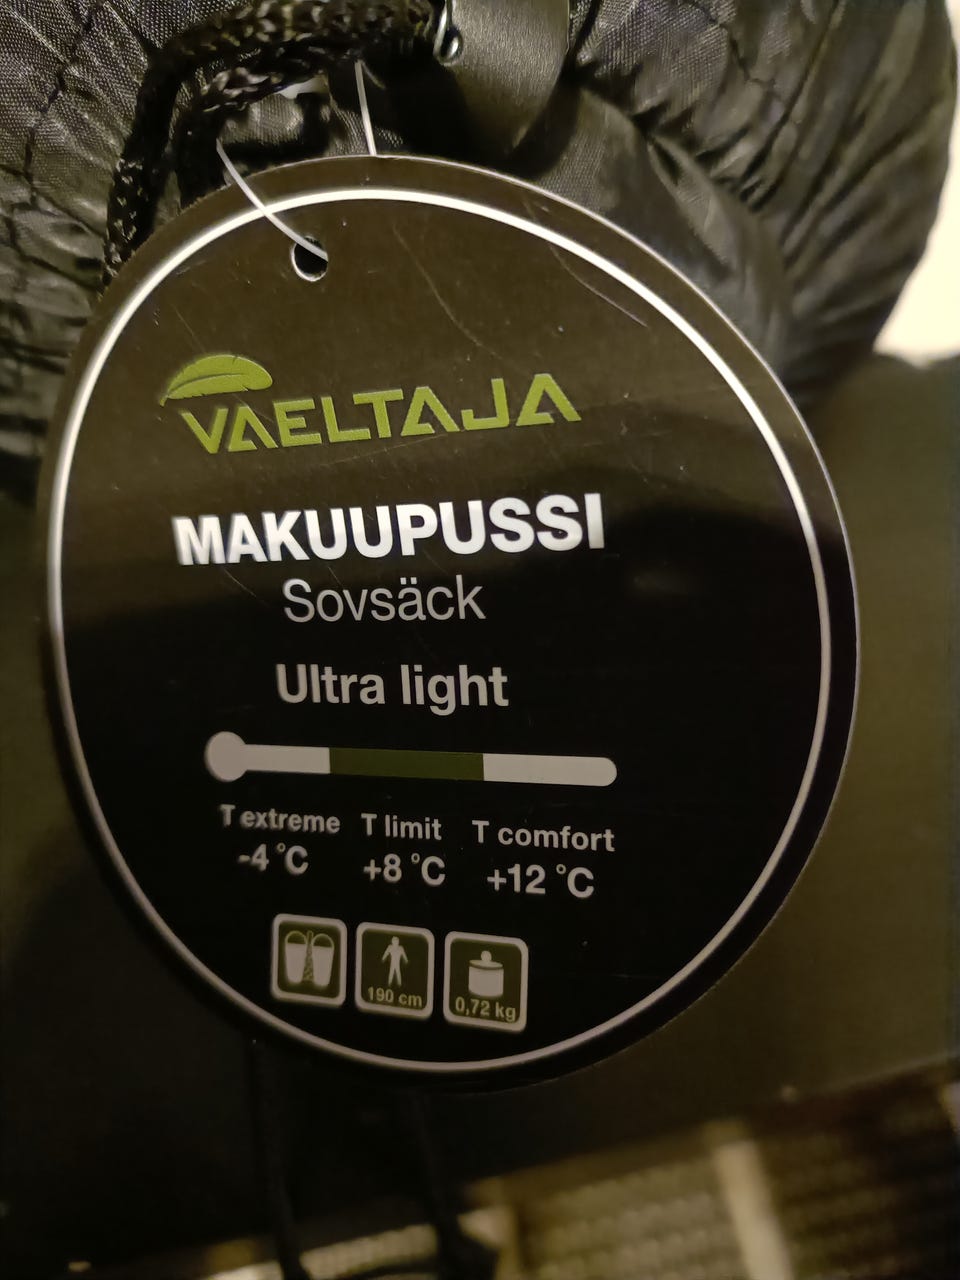 VAELTAJA
MAKUUPUSSI
Sovsäck
Ultra light
T extreme T limit T comfort
-4 °C +8 °C +12 °C
190 cm 0,72 kg